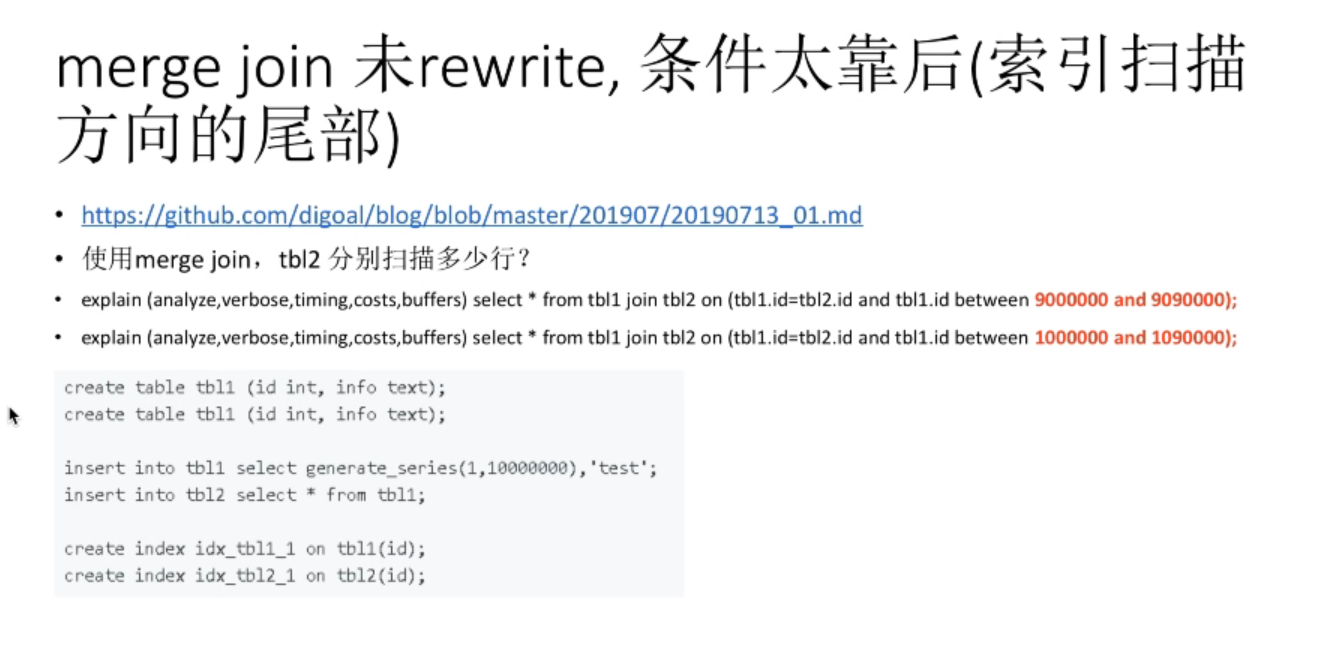 merge join 未rewrite, 条件太靠后(索引扫描
方向的尾部)
• https://github.com/digoal/blog/blob/master/201907/20190713_01.md
• 使用merge join，tbl2 分别扫描多少行？
• explain (analyze,verbose,timing,costs,buffers) select * from tbl1 join tbl2 on (tbl1.id=tbl2.id and tbl1.id between 9000000 and 9090000);
• explain (analyze,verbose,timing,costs,buffers) select * from tbl1 join tbl2 on (tbl1.id=tbl2.id and tbl1.id between 1000000 and 1090000);
create table tbl1 (id int, info text);
create table tbl1 (id int, info text);
insert into tbl1 select generate_series(1,10000000),'test';
insert into tbl2 select * from tbl1;
create index idx_tbl1_1 on tbl1(id);
create index idx_tbl2_1 on tbl2(id);